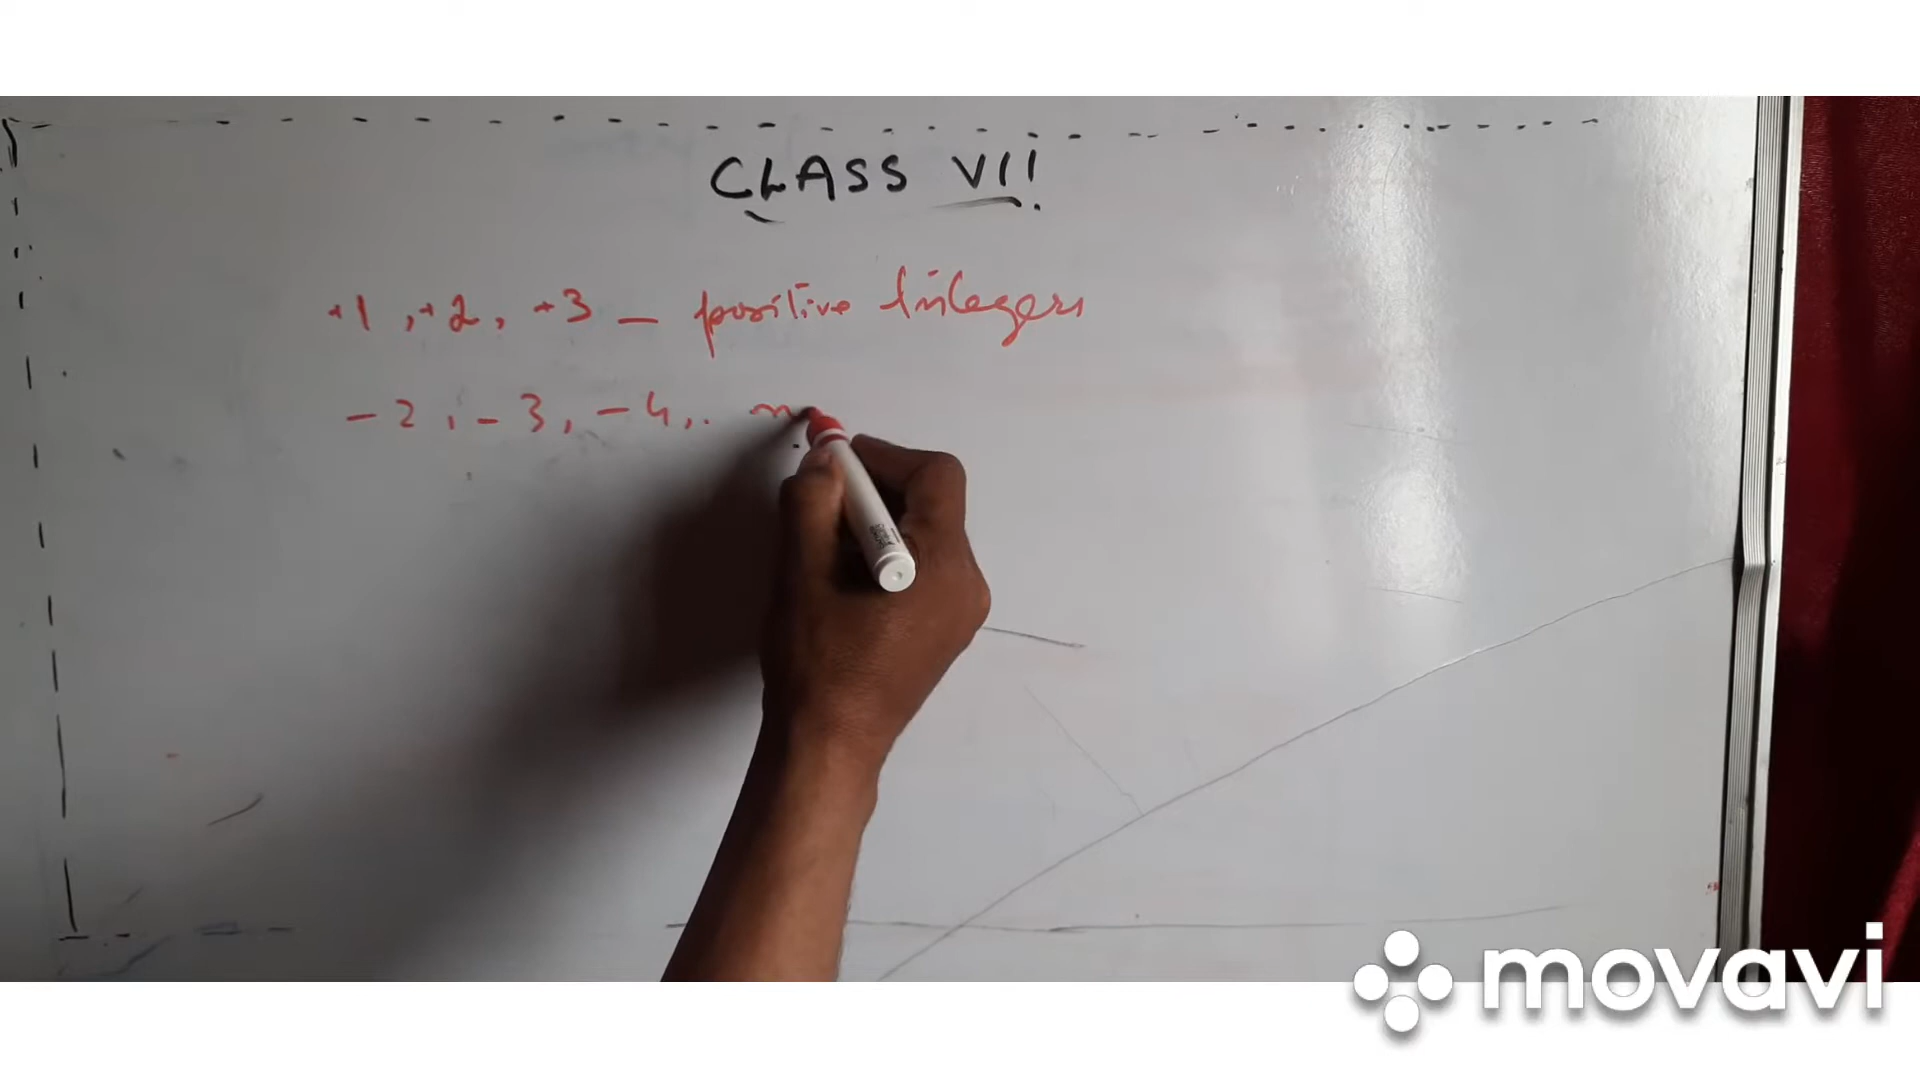 CLASS VII
+1, +2, +3 – positive Integers
-2, -3, -4, .
movavi